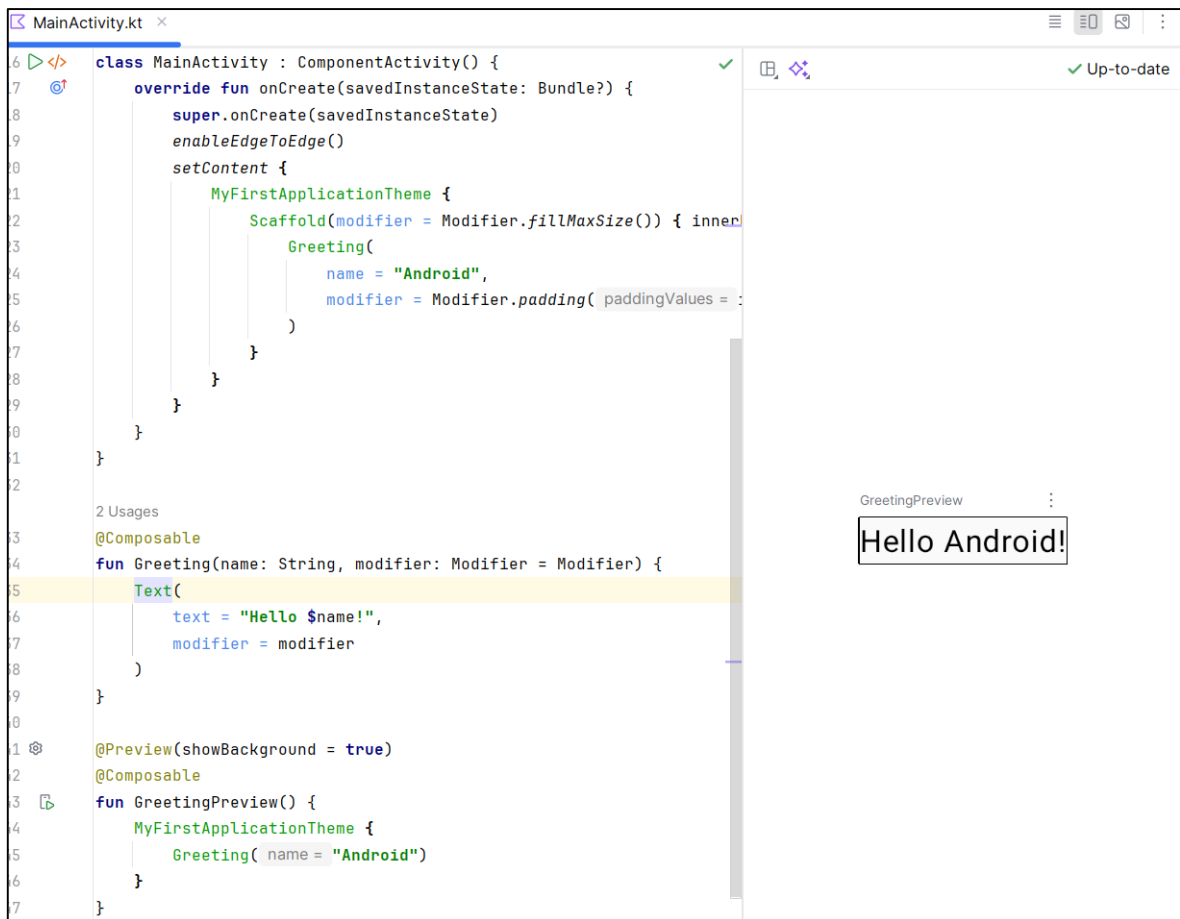 MainActivity.kt
Up-to-date
class MainActivity : ComponentActivity() {
override fun onCreate(savedInstanceState: Bundle?) {
super.onCreate(savedInstanceState)
enableEdgeToEdge()
setContent {
MyFirstApplicationTheme {
Scaffold(modifier = Modifier.fillMaxSize()) {
Greeting(
name = "Android",
modifier = Modifier.padding( paddingValues =
)
}
}
}
}
}
2 Usages
@Composable
fun Greeting(name: String, modifier: Modifier = Modifier) {
Text(
text = "Hello $name!",
modifier = modifier
)
}
@Preview(showBackground = true)
@Composable
fun GreetingPreview() {
MyFirstApplicationTheme {
Greeting( name = "Android")
}
}
GreetingPreview
Hello Android!